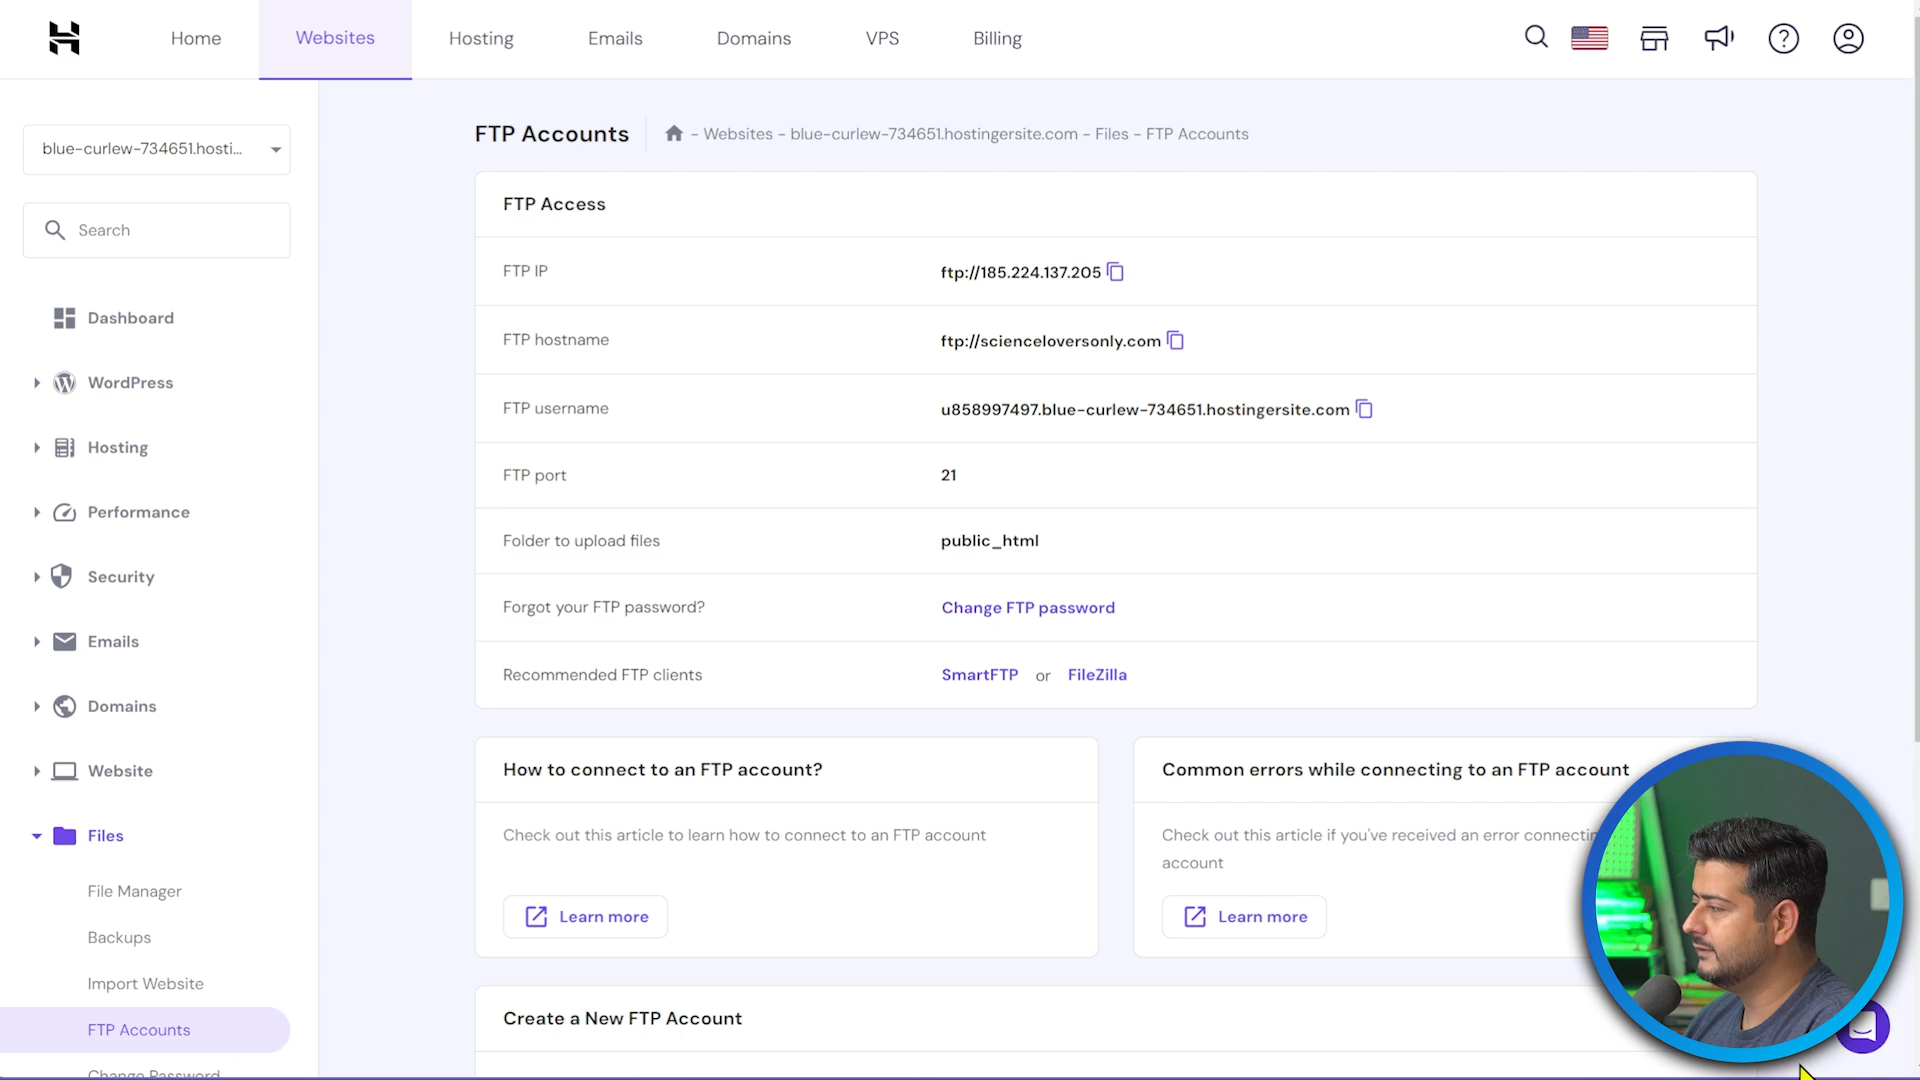 Home
Websites
Hosting
Emails
Domains
VPS
Billing
blue-curlew-734651.hosti...
Search
Dashboard
WordPress
Hosting
Performance
Security
Emails
Domains
Website
Files
File Manager
Backups
Import Website
FTP Accounts
Change Password
FTP Accounts
- Websites - blue-curlew-734651.hostingersite.com - Files - FTP Accounts
FTP Access
FTP IP
ftp://185.224.137.205
FTP hostname
ftp://scienceloversonly.com
FTP username
u858997497.blue-curlew-734651.hostingersite.com
FTP port
21
Folder to upload files
public_html
Forgot your FTP password?
Change FTP password
Recommended FTP clients
SmartFTP or FileZilla
How to connect to an FTP account?
Check out this article to learn how to connect to an FTP account
Learn more
Common errors while connecting to an FTP account
Check out this article if you've received an error connectin
account
Learn more
Create a New FTP Account